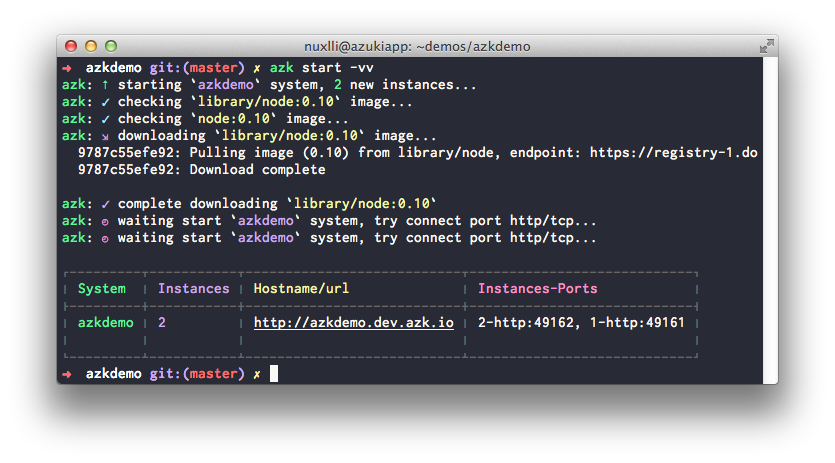 nuxlli@azukiapp: ~demos/azkdemo
➜ azkdemo git:(master) ✗ azk start -vv
azk: ↑ starting `azkdemo` system, 2 new instances...
azk: ✓ checking `library/node:0.10` image...
azk: ✓ checking `node:0.10` image...
azk: ⇲ downloading `library/node:0.10` image...
9787c55efe92: Pulling image (0.10) from library/node, endpoint: https://registry-1.do
9787c55efe92: Download complete
azk: ✓ complete downloading `library/node:0.10`
azk: ◴ waiting start `azkdemo` system, try connect port http/tcp...
azk: ◴ waiting start `azkdemo` system, try connect port http/tcp...
System Instances Hostname/url Instances-Ports
azkdemo 2 http://azkdemo.dev.azk.io 2-http:49162, 1-http:49161
➜ azkdemo git:(master) ✗